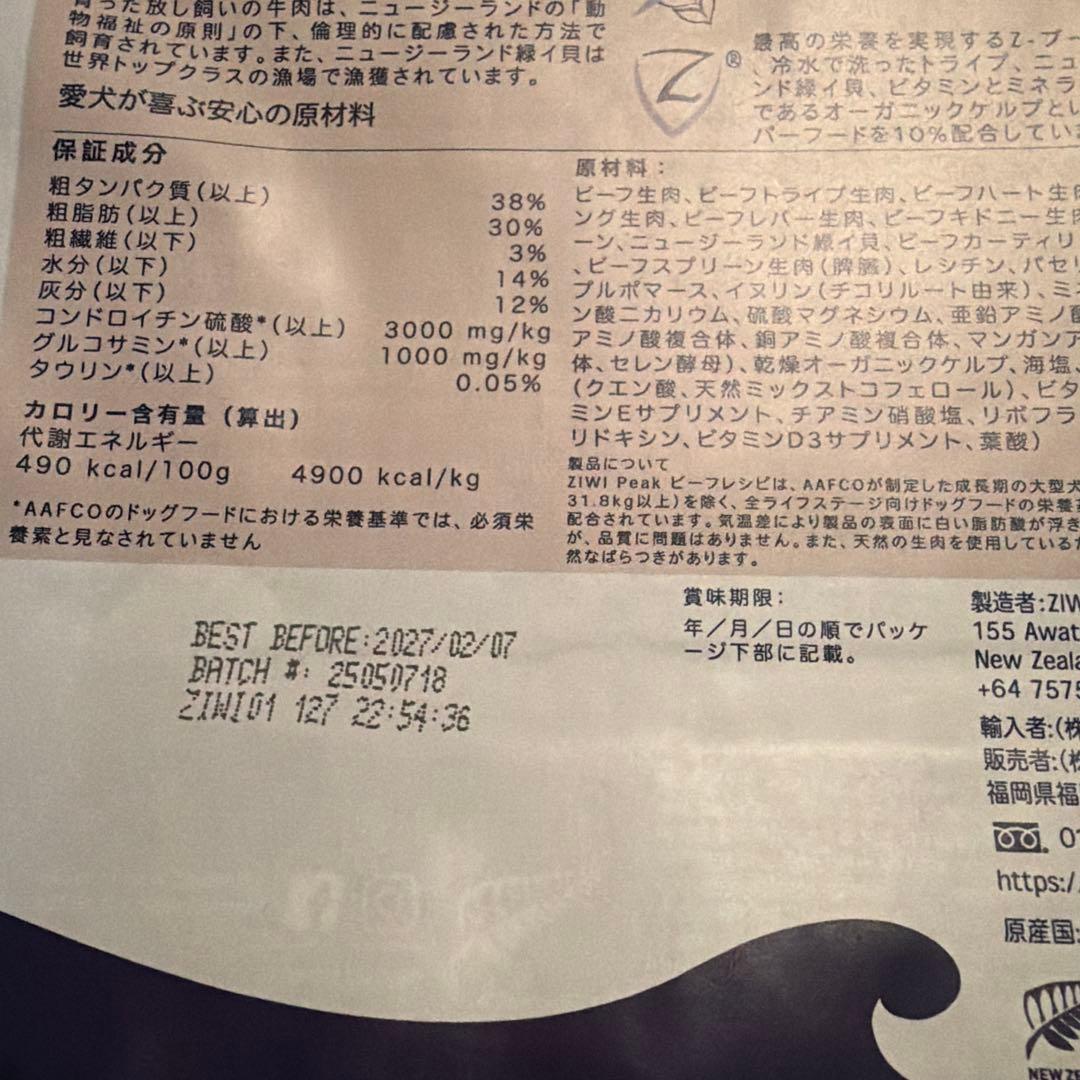 育った放し飼いの牛肉は、ニュージーランドの「動
物福祉の原則」の下、倫理的に配慮された方法で
飼育されています。また、ニュージーランド緑イ貝は
世界トップクラスの漁場で漁獲されています。
愛犬が喜ぶ安心の原材料
Z®
最高の栄養を実現するZ-ブー
、冷水で洗ったトライプ、ニュ
ンド緑イ貝、ビタミンとミネラ
であるオーガニックケルプとい
パーフードを10%配合してい
保証成分
粗タンパク質(以上) 38%
粗脂肪(以上) 30%
粗繊維(以下) 3%
水分(以下) 14%
灰分(以下) 12%
コンドロイチン硫酸*(以上) 3000 mg/kg
グルコサミン*(以上) 1000 mg/kg
タウリン*(以上) 0.05%
カロリー含有量(算出)
代謝エネルギー
490 kcal/100g 4900 kcal/kg
*AAFCOのドッグフードにおける栄養基準では、必須栄
養素と見なされていません
原材料:
ビーフ生肉、ビーフトライプ生肉、ビーフハート生肉
ング生肉、ビーフレバー生肉、ビーフキドニー生肉
ーン、ニュージーランド緑イ貝、ビーフカーティリ
、ビーフスプリーン生肉(脾臓)、レシチン、パセリ
プルポマース、イヌリン(チコリルート由来)、ミネ
ン酸ニカリウム、硫酸マグネシウム、亜鉛アミノ酸
アミノ酸複合体、銅アミノ酸複合体、マンガンア
体、セレン酵母)、乾燥オーガニックケルプ、海塩、
(クエン酸、天然ミックストコフェロール)、ビタ
ミンEサプリメント、チアミン硝酸塩、リボフラ
リドキシン、ビタミンD3サプリメント、葉酸)
製品について
ZIWI Peak ビーフレシピは、AAFCOが制定した成長期の大型犬
31.8kg以上)を除く、全ライフステージ向けドッグフードの栄養
配合されています。気温差により製品の表面に白い脂肪酸が浮き
が、品質に問題はありません。また、天然の生肉を使用している
然なばらつきがあります。
BEST BEFORE:2027/02/07
BATCH #: 25050718
ZIWI01 127 22:54:36
賞味期限:
年/月/日の順でパッケ
ージ下部に記載。
製造者:ZIW
155 Awat
New Zeala
+64 7575
輸入者:(株
販売者:(株
福岡県福
01
https:/
原産国:
NEW ZE